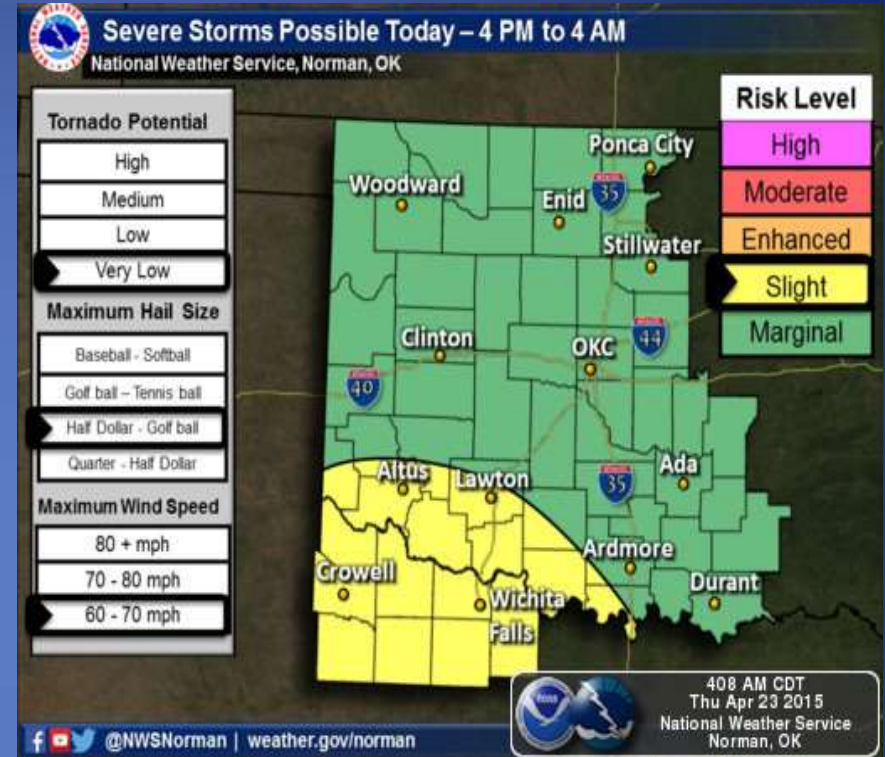 Severe Storms Possible Today – 4 PM to 4 AM
National Weather Service, Norman, OK
Tornado Potential
High
Medium
Low
Very Low
Maximum Hail Size
Baseball - Softball
Golf ball – Tennis ball
Half Dollar - Golf ball
Quarter - Half Dollar
Maximum Wind Speed
80 + mph
70 - 80 mph
60 - 70 mph
Risk Level
High
Moderate
Enhanced
Slight
Marginal
Ponca City
Woodward
Enid
35
Stillwater
Clinton
OKC
44
40
Altus
Lawton
35
Ada
Ardmore
Crowell
Durant
Wichita
Falls
408 AM CDT
Thu Apr 23 2015
National Weather Service
Norman, OK
@NWSNorman | weather.gov/norman